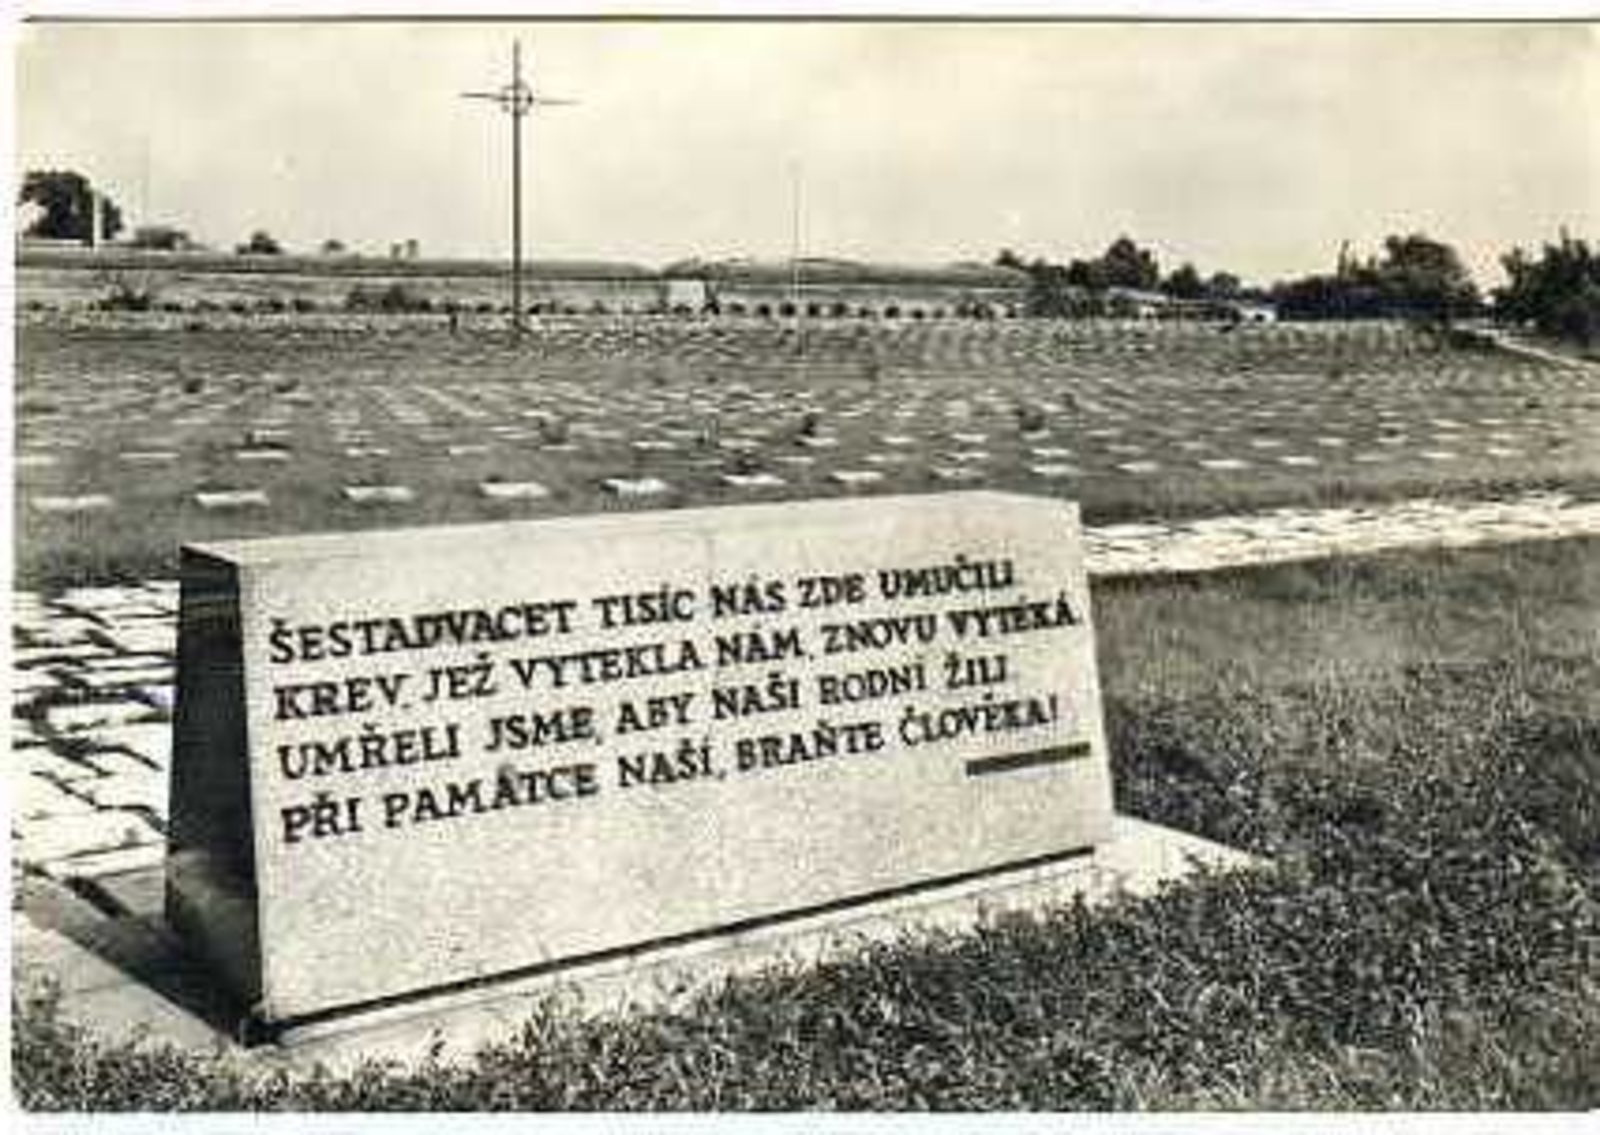 ŠESTADVACET TISÍC NÁS ZDE UMUČILI
KREV, JEŽ VYTEKLA NÁM, ZNOVU VYTÉKÁ.
UMŘELI JSME, ABY NAŠI RODNÍ ŽILI
PŘI PAMÁTCE NAŠÍ, BRAŇTE ČLOVĚKA!